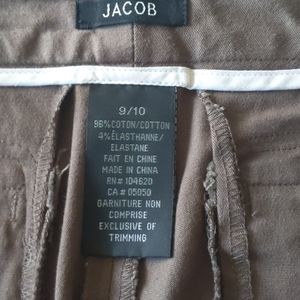 JACOB
9/10
96%COTON/COTTON
4%ÉLASTHANNE/
ELASTANE
FAIT EN CHINE
MADE IN CHINA
RN# 104620
CA # 05050
GARNITURE NON
COMPRISE
EXCLUSIVE OF
TRIMMING